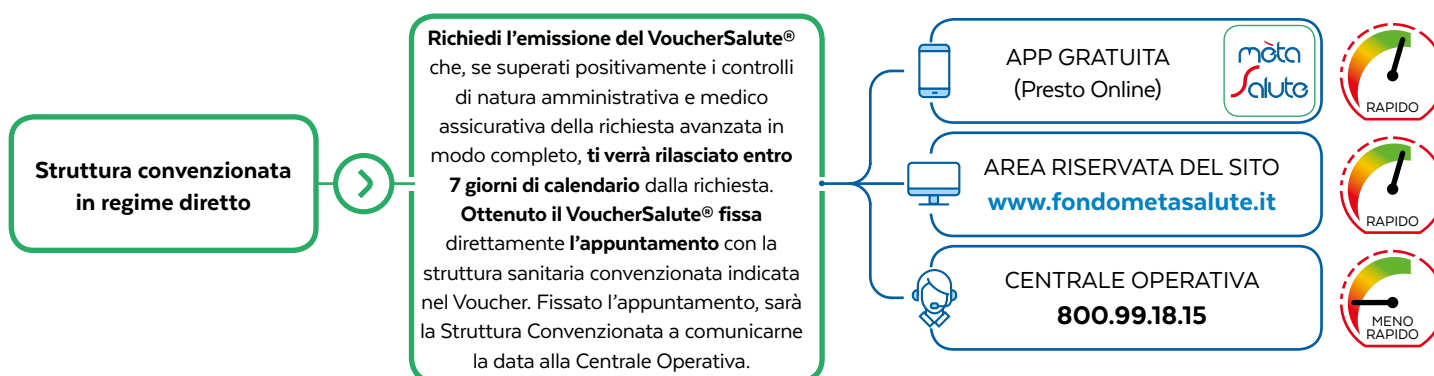 Struttura convenzionata
in regime diretto
Richiedi l'emissione del VoucherSalute®
che, se superati positivamente i controlli
di natura amministrativa e medico
assicurativa della richiesta avanzata in
modo completo, ti verrà rilasciato entro
7 giorni di calendario dalla richiesta.
Ottenuto il VoucherSalute® fissa
direttamente l'appuntamento con la
struttura sanitaria convenzionata indicata
nel Voucher. Fissato l'appuntamento, sarà
la Struttura Convenzionata a comunicarne
la data alla Centrale Operativa.
APP GRATUITA
(Presto Online)
mèta
Salute
RAPIDO
AREA RISERVATA DEL SITO
www.fondometasalute.it
RAPIDO
CENTRALE OPERATIVA
800.99.18.15
MENO
RAPIDO